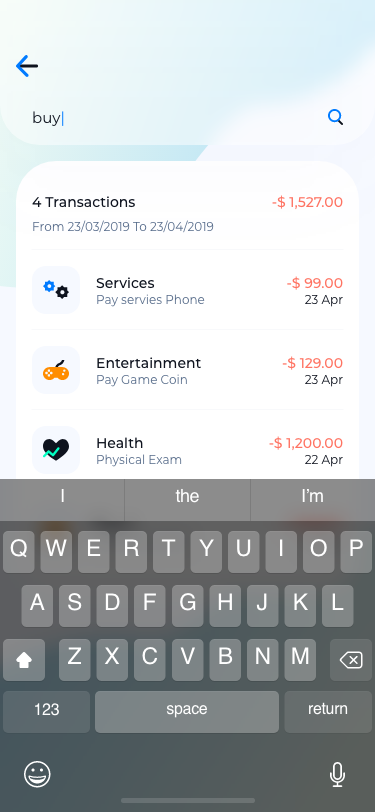 buy
4 Transactions -$ 1,527.00
From 23/03/2019 To 23/04/2019
Services -$ 99.00
Pay servies Phone 23 Apr
Entertainment -$ 129.00
Pay Game Coin 23 Apr
Health -$ 1,200.00
Physical Exam 22 Apr
I the I'm
Q W E R T Y U I O P
A S D F G H J K L
Z X C V B N M
123 space return